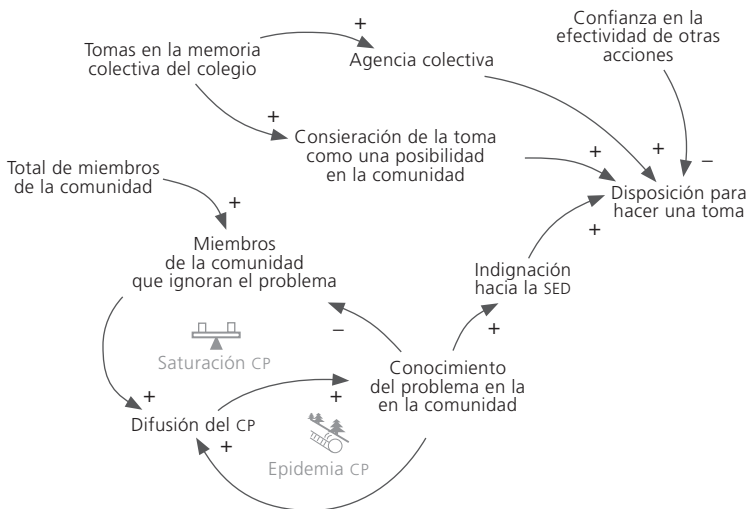 Confianza en la
efectividad de otras
acciones
+
Tomas en la memoria
colectiva del colegio
Agencia colectiva
+
Consieración de la toma
como una posibilidad
en la comunidad
+
+
–
Total de miembros
de la comunidad
+
Disposición para
hacer una toma
+
Miembros
de la comunidad
que ignoran el problema
Indignación
hacia la SED
–
+
Saturación CP
Conocimiento
del problema en la
en la comunidad
+
+
Difusión del CP
+
Epidemia CP